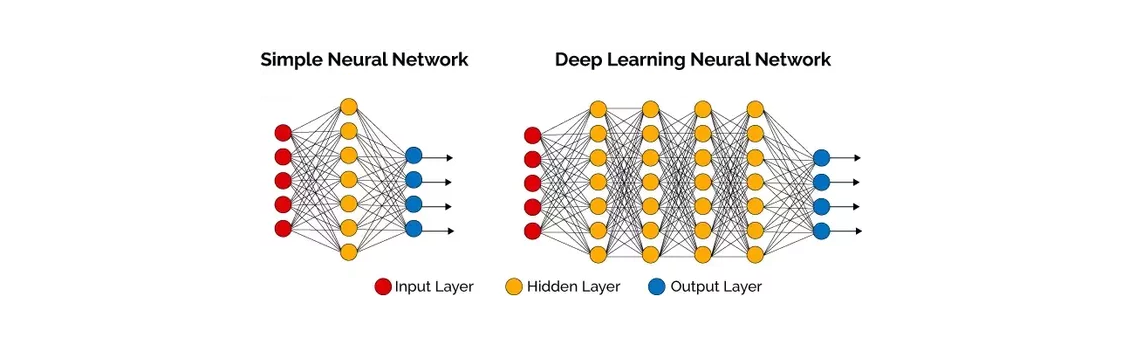 Simple Neural Network
Deep Learning Neural Network
Input Layer
Hidden Layer
Output Layer